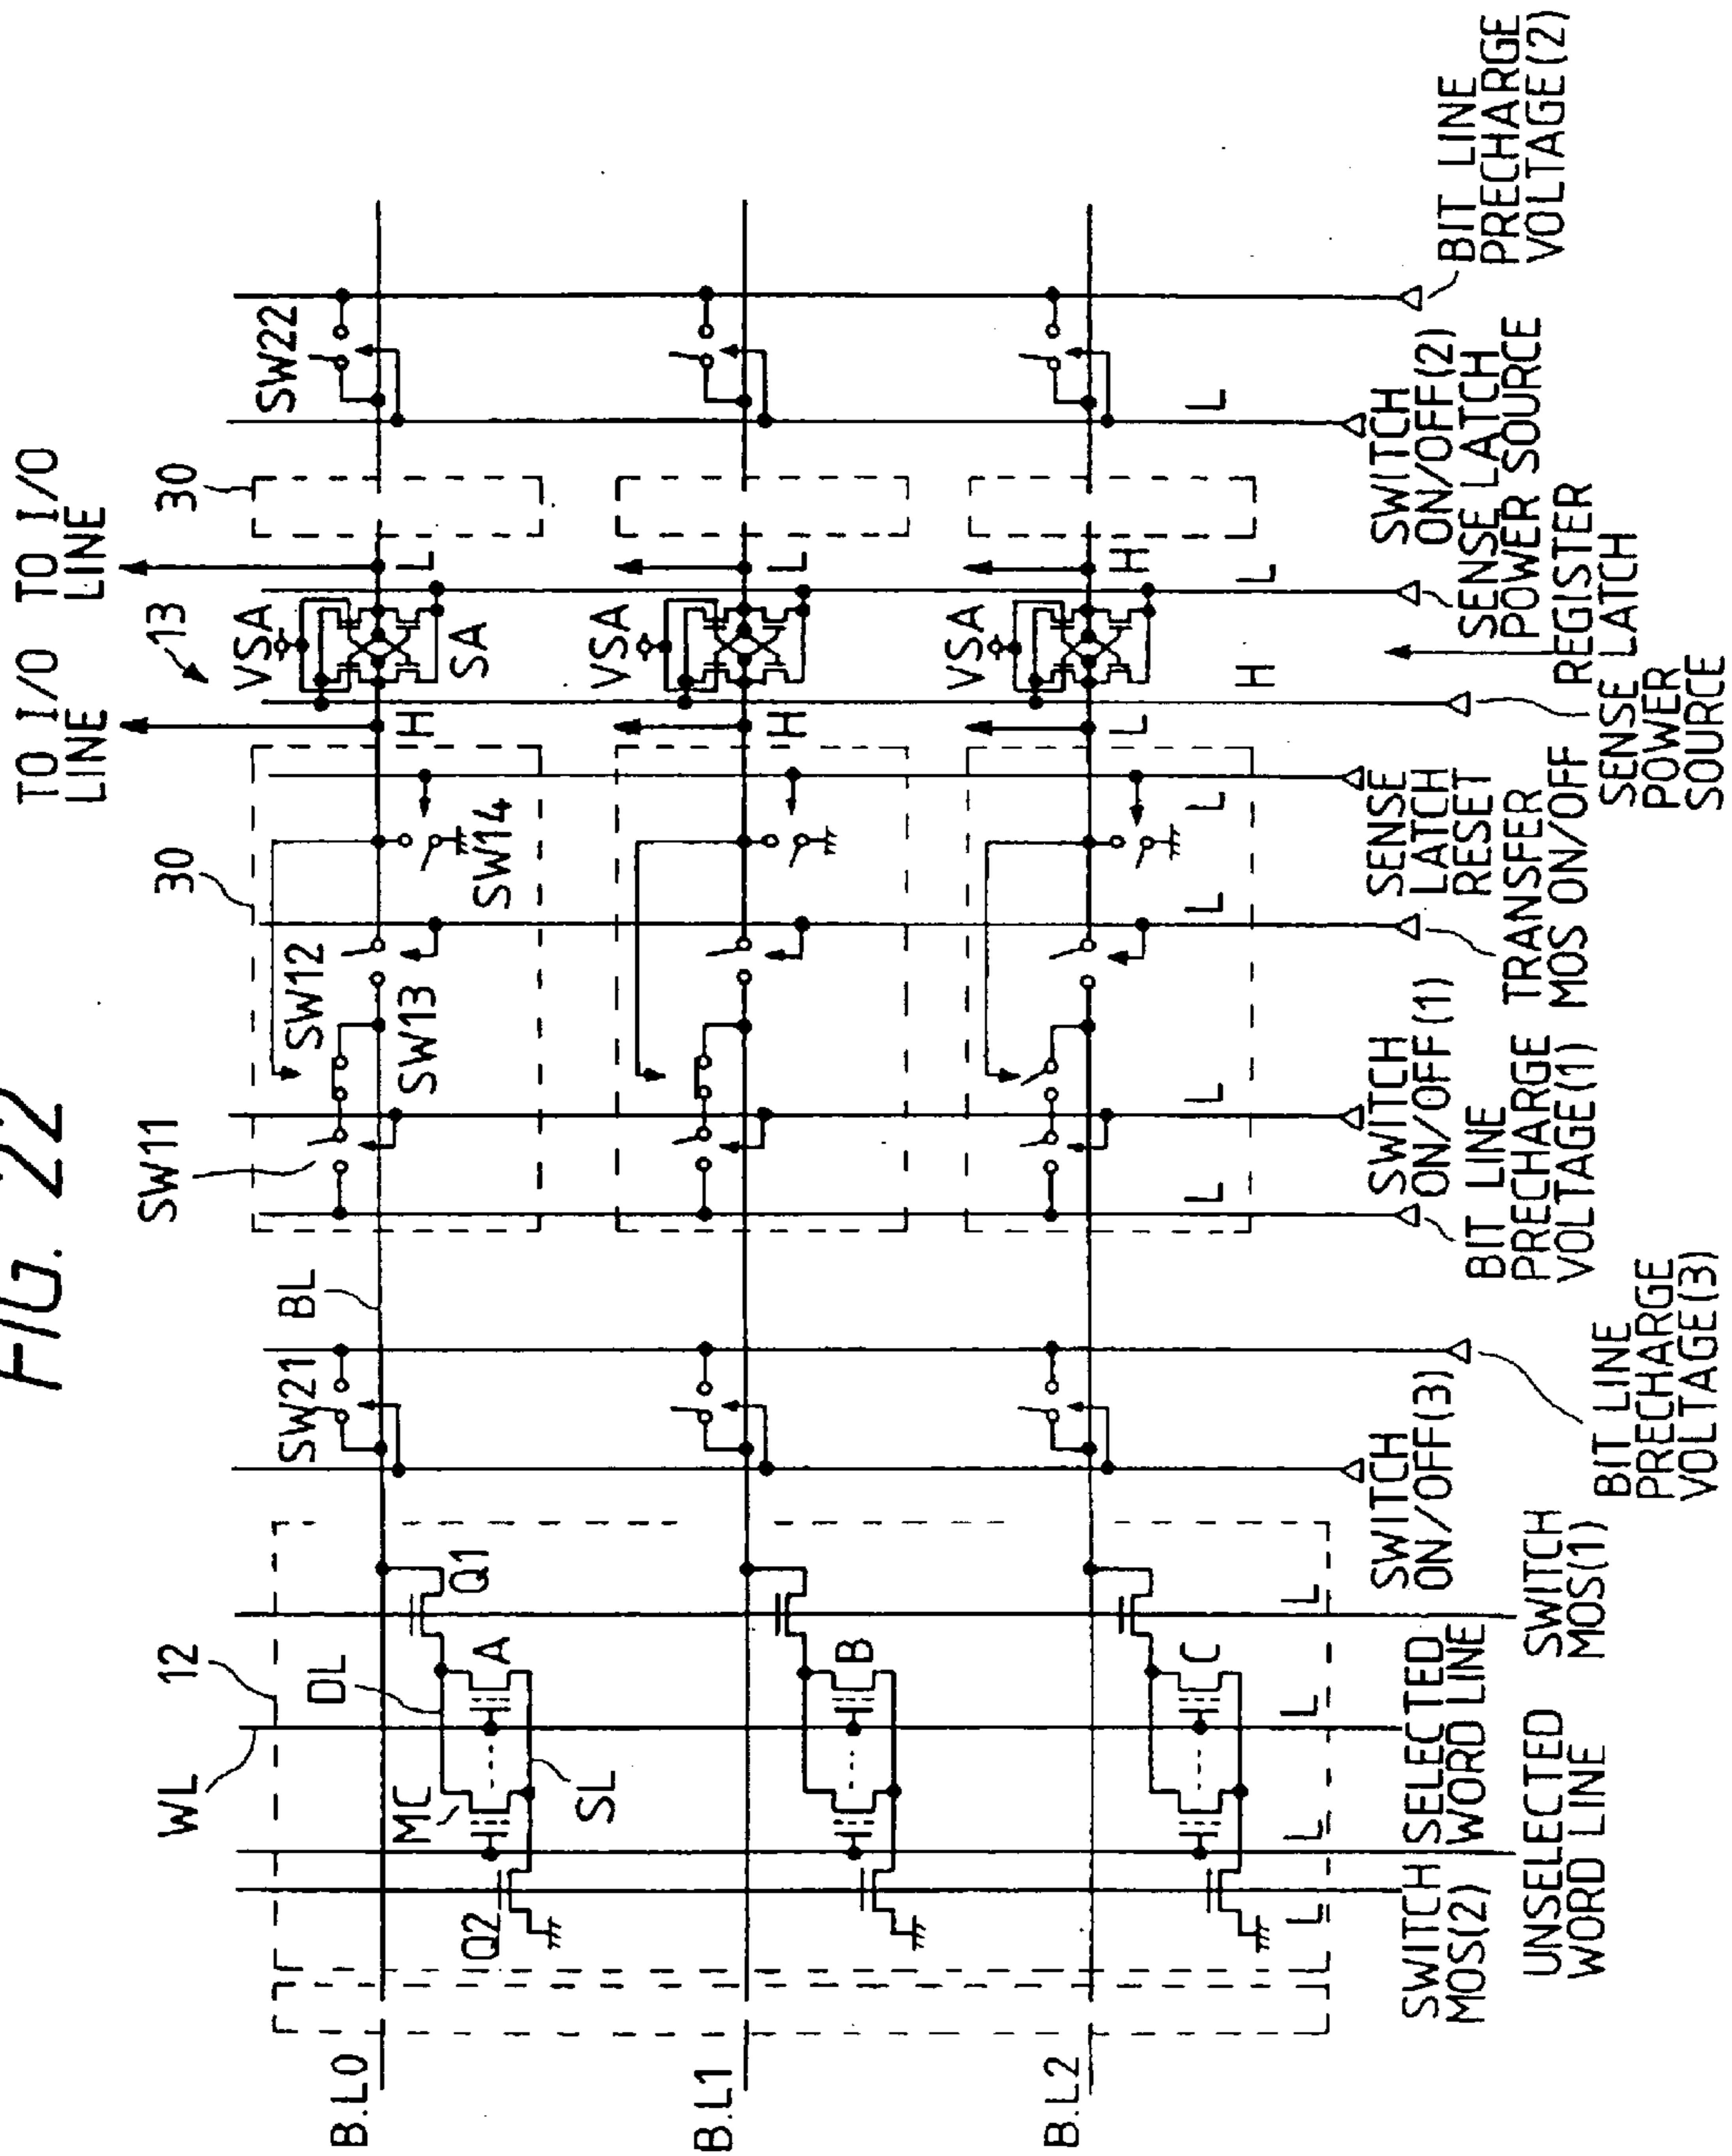 FIG. 22
TO I/O
LINE
TO I/O
LINE
13
30
30
SW11
SW12
SW13
SW14
SW21
BL
SW22
WL
12
DL
MC
SL
Q1
Q2
A
B
C
VSA
SA
VSA
VSA
B.L0
B.L1
B.L2
H
L
H
L
L
H
L
L
L
L
L
L
L
L
H
L
L
SWITCH
MOS(2)
UNSELECTED
WORD LINE
SELECTED
WORD LINE
SWITCH
MOS(1)
SWITCH
ON/OFF(3)
BIT LINE
PRECHARGE
VOLTAGE(3)
BIT LINE
PRECHARGE
VOLTAGE(1)
SWITCH
ON/OFF(1)
TRANSFER
MOS ON/OFF
SENSE
LATCH
RESET
SENSE LATCH
POWER
SOURCE
REGISTER
SENSE LATCH
POWER SOURCE
SWITCH
ON/OFF(2)
BIT LINE
PRECHARGE
VOLTAGE(2)